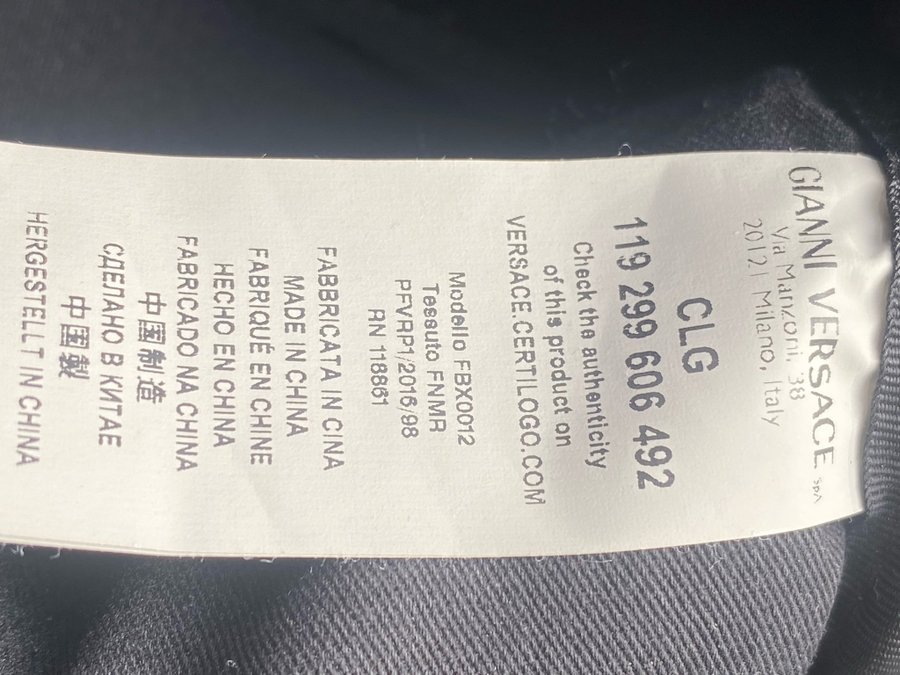 GIANNI VERSACE SpA
Via Manzoni, 38
20121 Milano, Italy
CLG
119 299 606 492
Check the authenticity
of this product on
VERSACE.CERTILOGO.COM
Modello FBX0012
Tessuto FNMR
PFVRP1/2016/98
RN 118861
FABBRICATA IN CINA
MADE IN CHINA
FABRIQUÉ EN CHINE
HECHO EN CHINA
FABRICADO NA CHINA
中国制造
СДЕЛАНО В КИТАЕ
中国製
HERGESTELLT IN CHINA